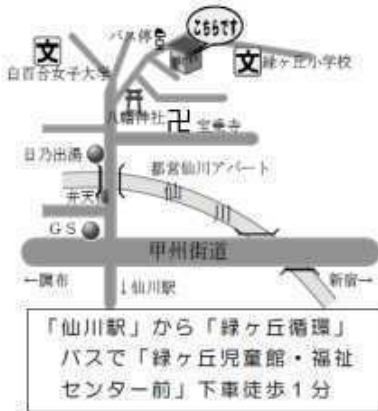 こちらです
バス停
文
白百合女子大学
文
緑ヶ丘小学校
八幡神社
卍
宝養寺
日乃出湯
都営仙川アパート
仙川
GS
甲州街道
←調布
↓仙川駅
新宿→
「仙川駅」から「緑ヶ丘循環」
バスで「緑ヶ丘児童館・福祉
センター前」下車徒歩1分